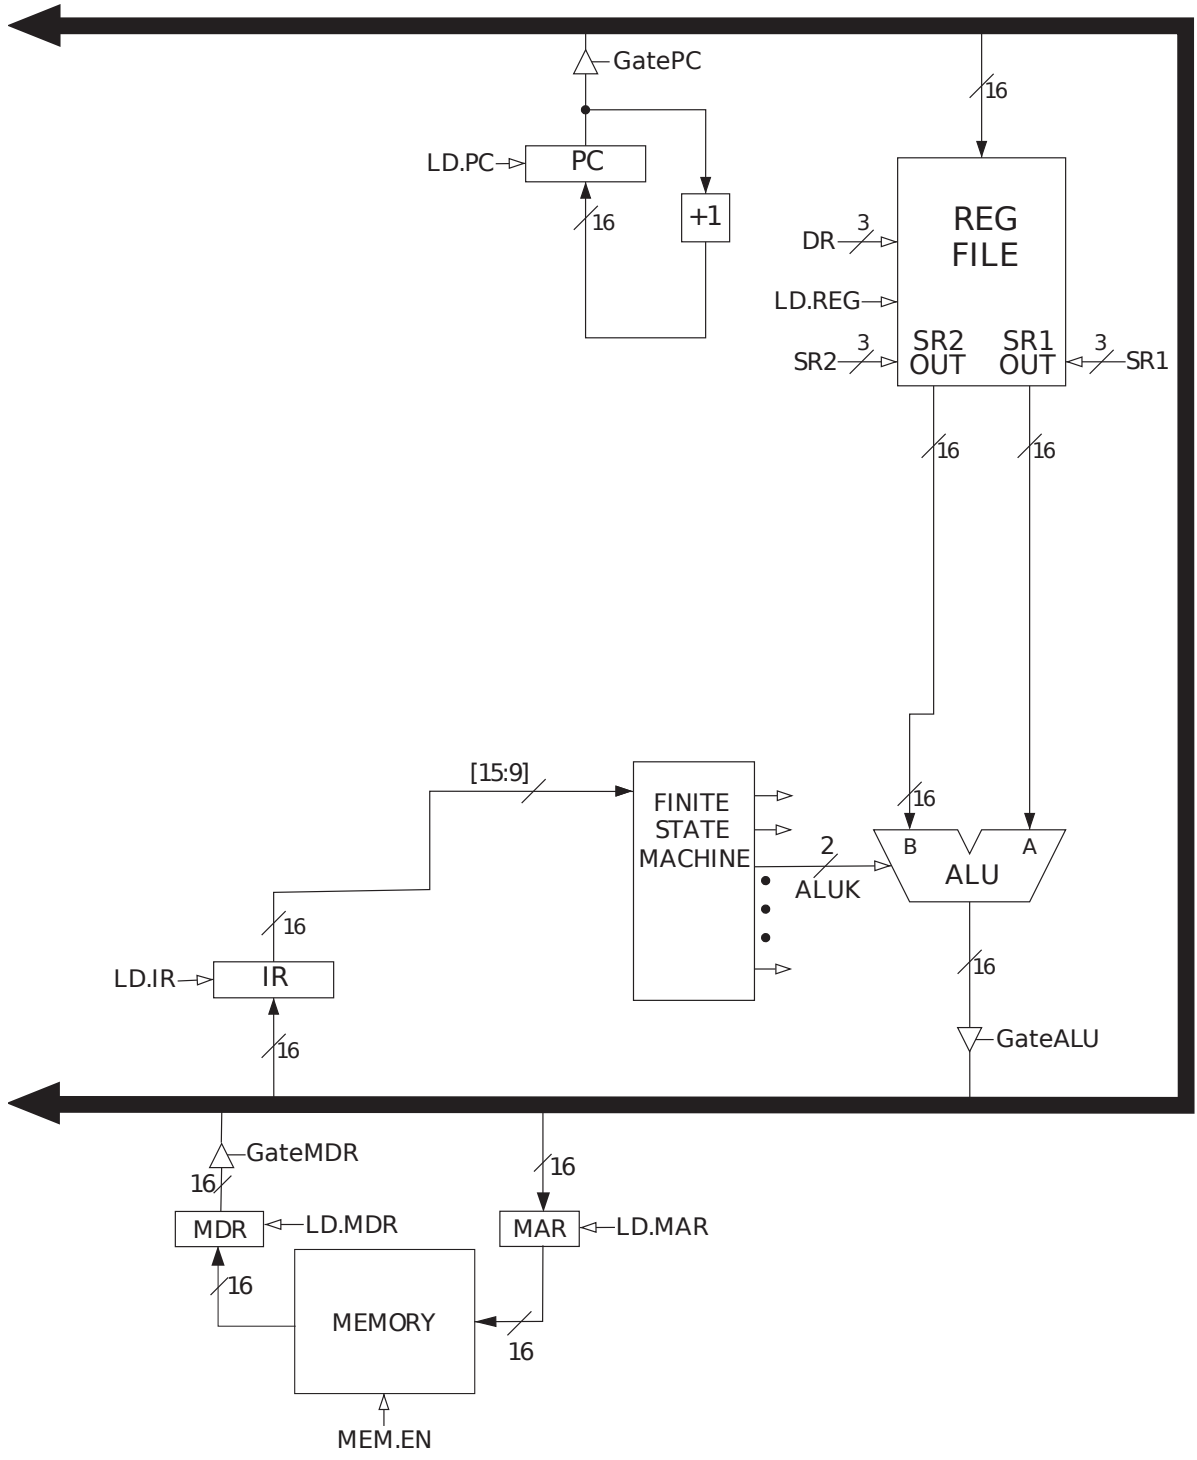 GatePC
16
LD.PC
PC
16
+1
REG
FILE
DR
3
LD.REG
SR2
3
SR2
OUT
SR1
OUT
3
SR1
16
16
[15:9]
FINITE
STATE
MACHINE
2
ALUK
16
B
A
ALU
16
LD.IR
IR
16
16
GateALU
GateMDR
16
MDR
LD.MDR
16
16
MAR
LD.MAR
MEMORY
16
MEM.EN